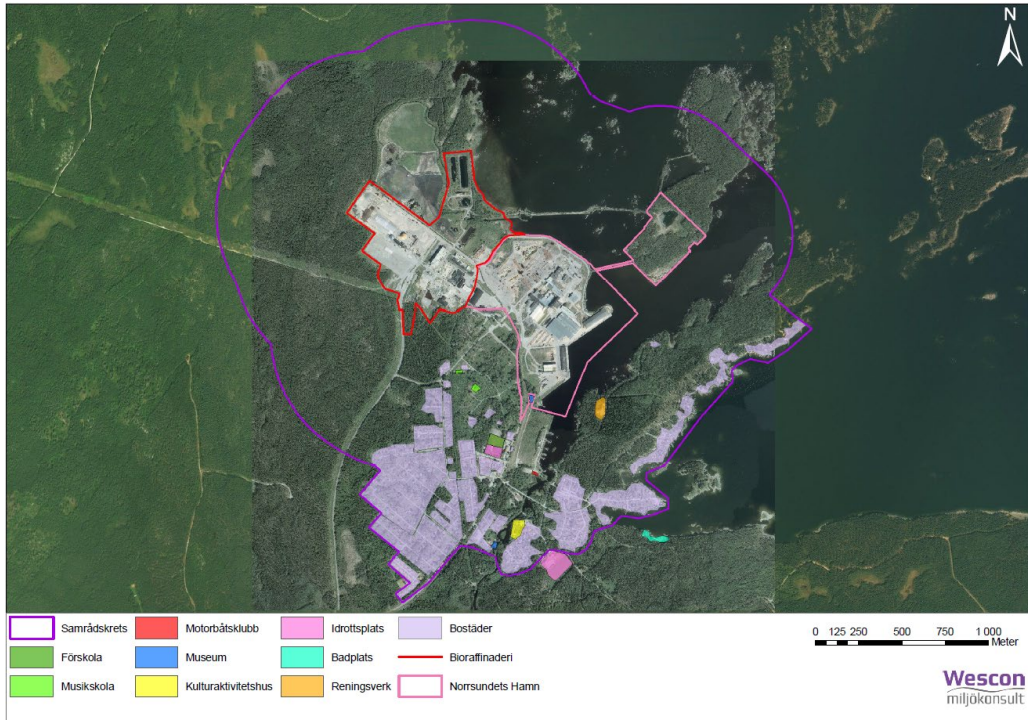 N
Samrådskrets
Motorbåtsklubb
Idrottsplats
Bostäder
Förskola
Museum
Badplats
Bioraffinaderi
Musikskola
Kulturaktivitetshus
Reningsverk
Norrsundets Hamn
0 125 250 500 750 1 000
Meter
Wescon
miljökonsult